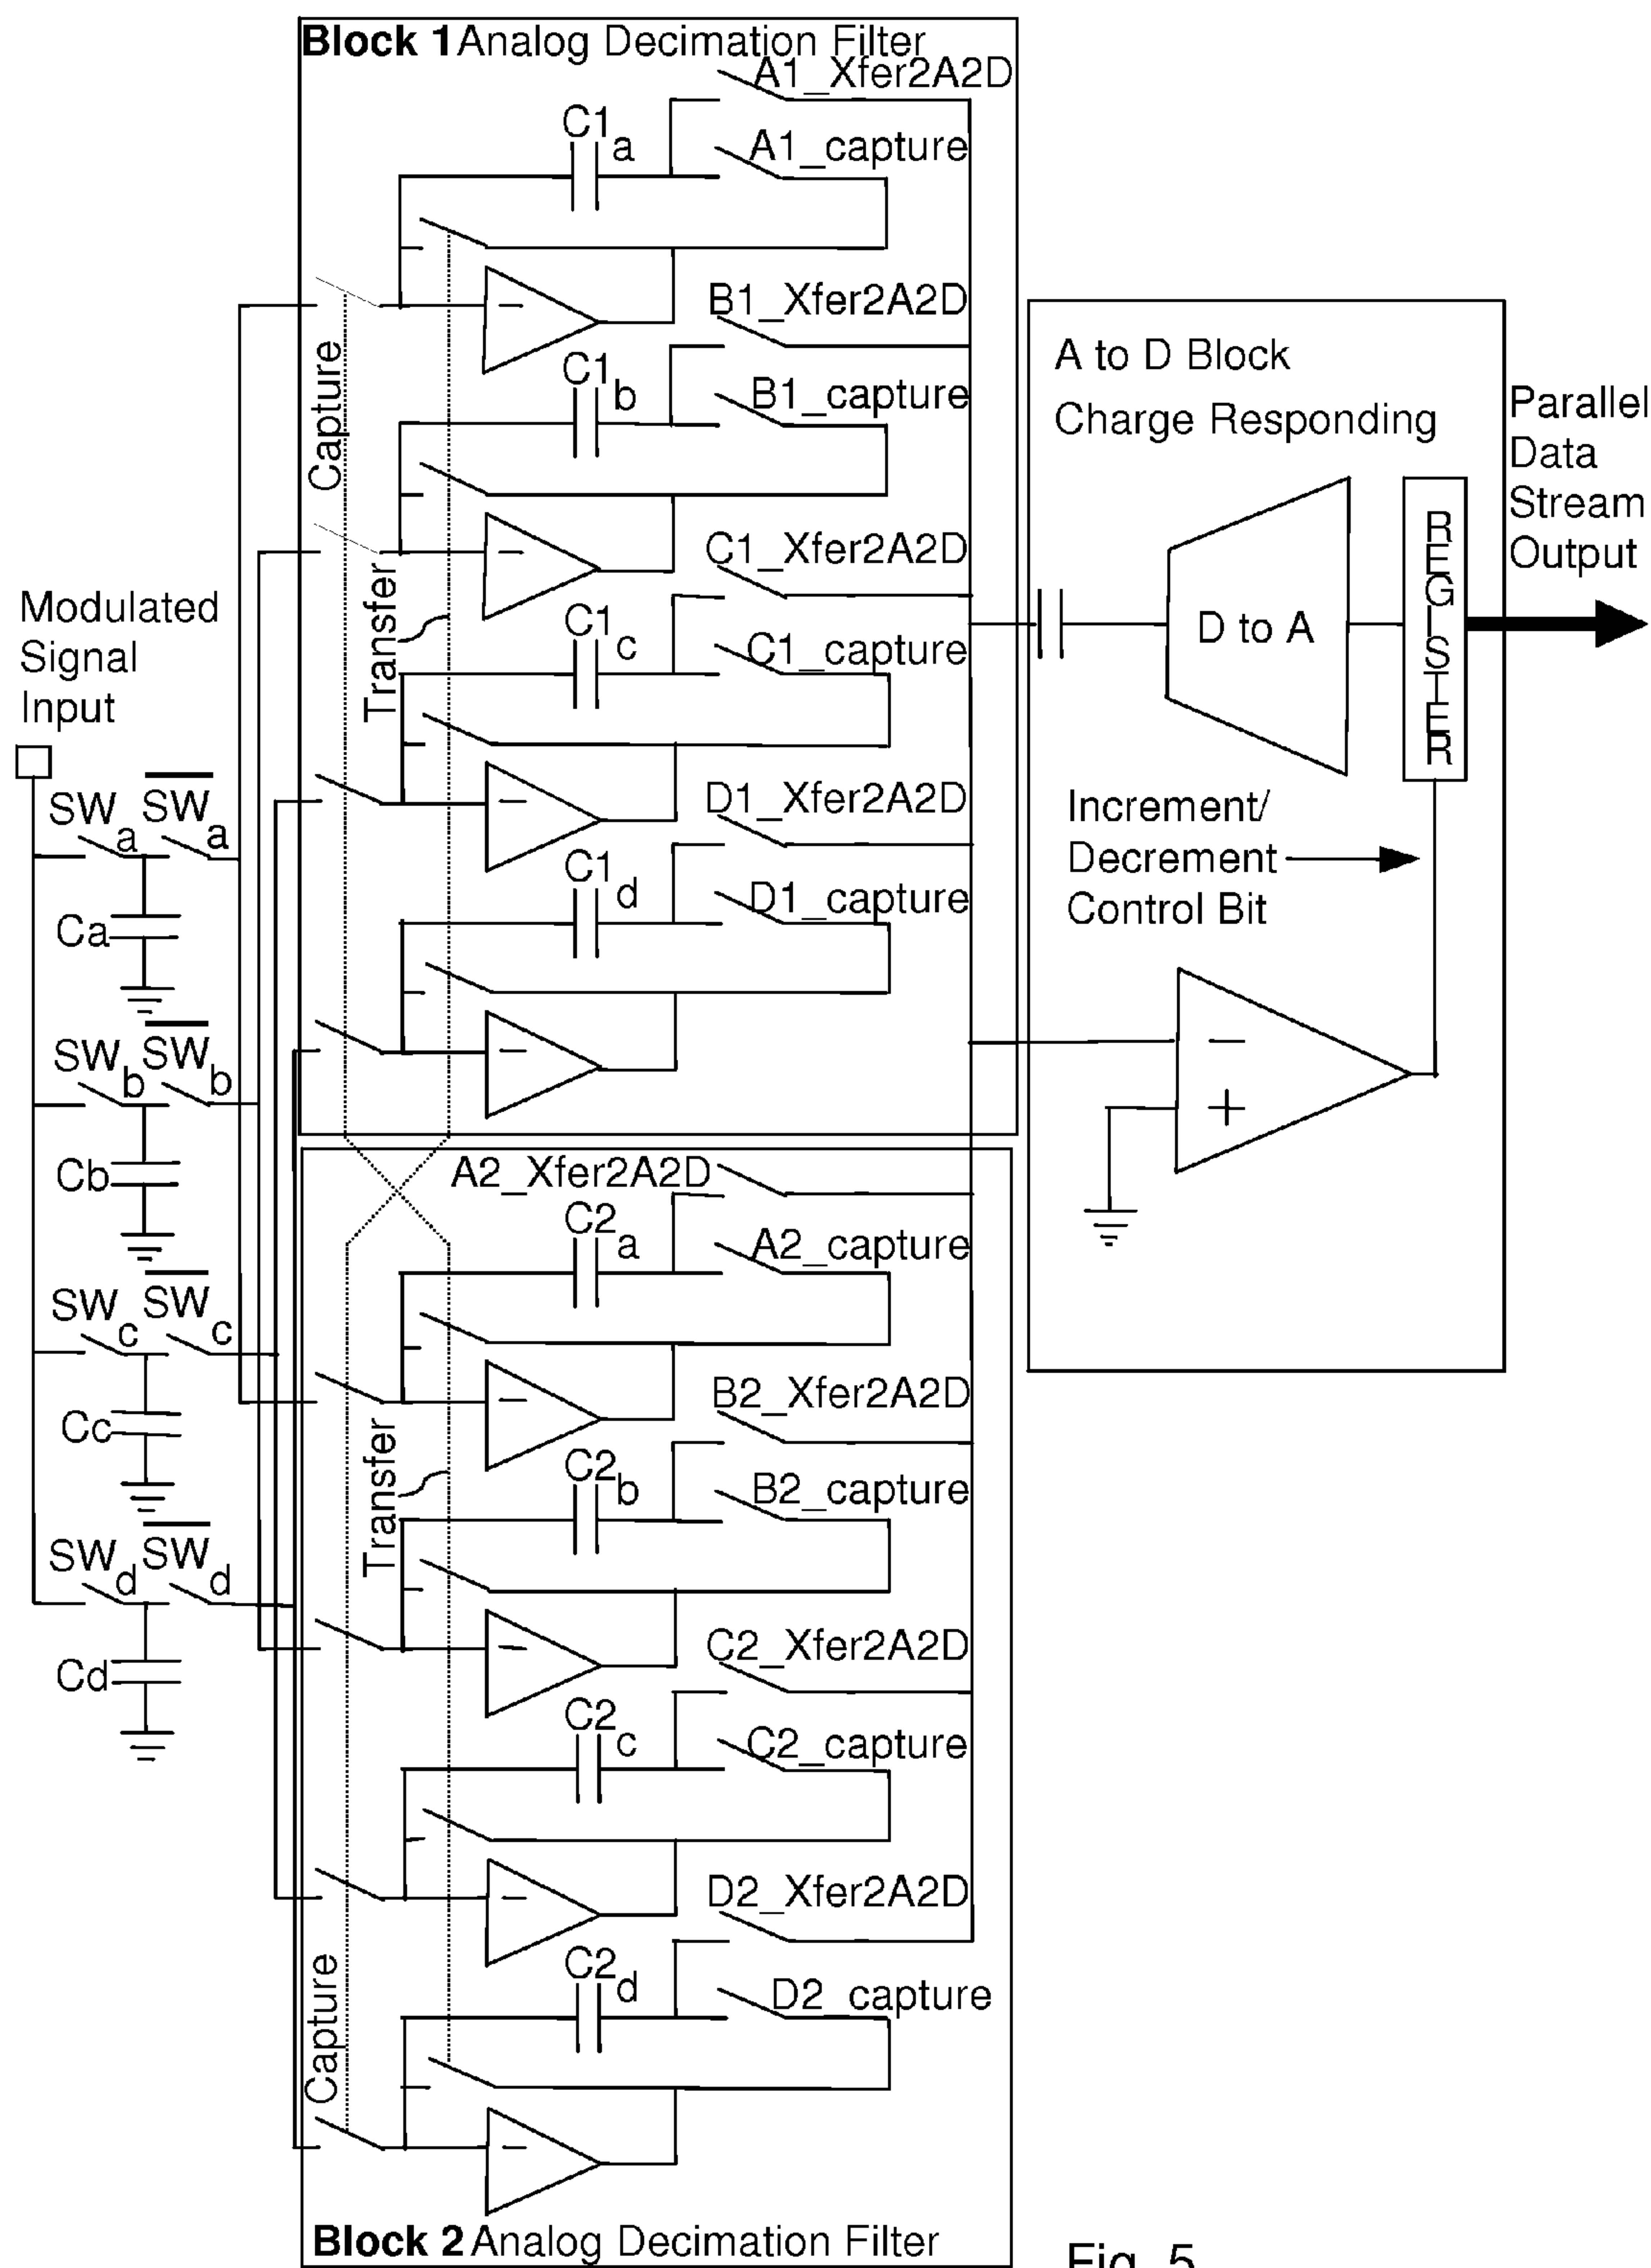 Block 1 Analog Decimation Filter
A1_Xfer2A2D
C1a
A1_capture
B1_Xfer2A2D
C1b
B1_capture
Capture
C1_Xfer2A2D
Transfer
C1c
C1_capture
D1_Xfer2A2D
C1d
D1_capture
Modulated
Signal
Input
SWa SWa
Ca
SWb SWb
Cb
SWc SWc
Cc
SWd SWd
Cd
A to D Block
Charge Responding
D to A
REGISTER
Parallel
Data
Stream
Output
Increment/
Decrement
Control Bit
A2_Xfer2A2D
C2a
A2_capture
B2_Xfer2A2D
Transfer
C2b
B2_capture
C2_Xfer2A2D
C2c
C2_capture
D2_Xfer2A2D
Capture
C2d
D2_capture
Block 2 Analog Decimation Filter
Fig. 5